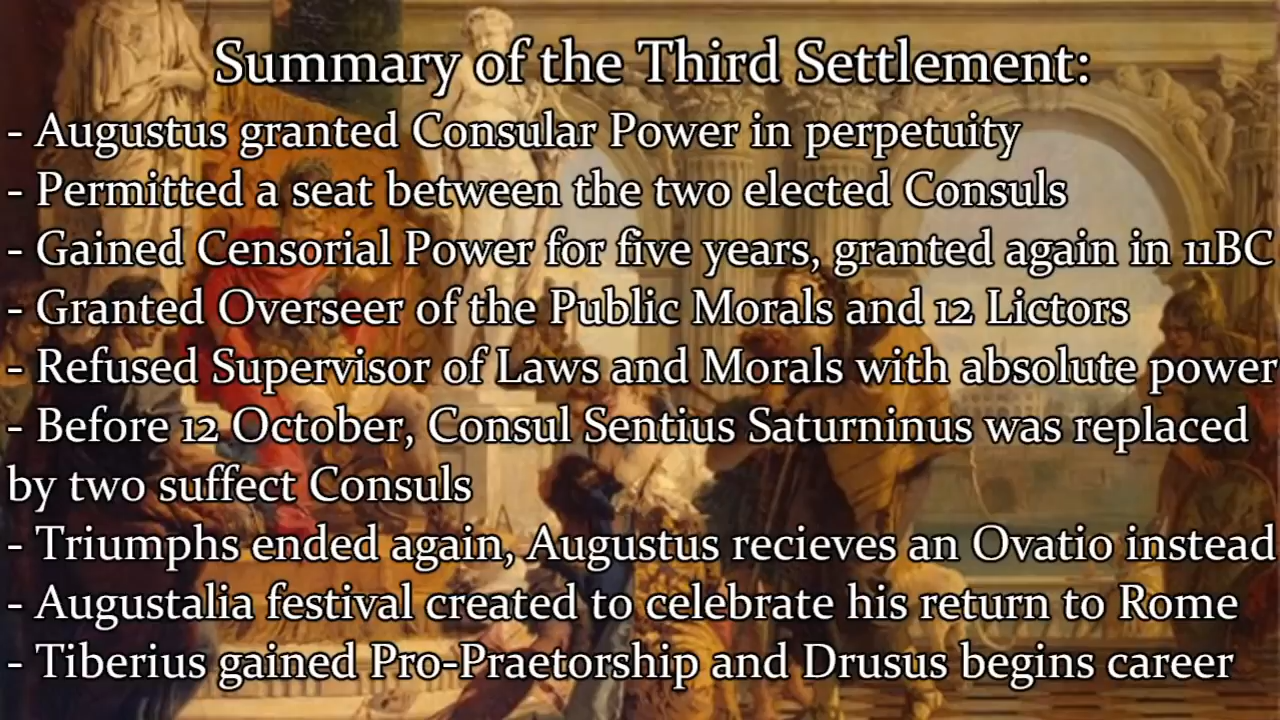 Summary of the Third Settlement:
- Augustus granted Consular Power in perpetuity
- Permitted a seat between the two elected Consuls
- Gained Censorial Power for five years, granted again in 11BC
- Granted Overseer of the Public Morals and 12 Lictors
- Refused Supervisor of Laws and Morals with absolute power
- Before 12 October, Consul Sentius Saturninus was replaced
by two suffect Consuls
- Triumphs ended again, Augustus recieves an Ovatio instead
- Augustalia festival created to celebrate his return to Rome
- Tiberius gained Pro-Praetorship and Drusus begins career